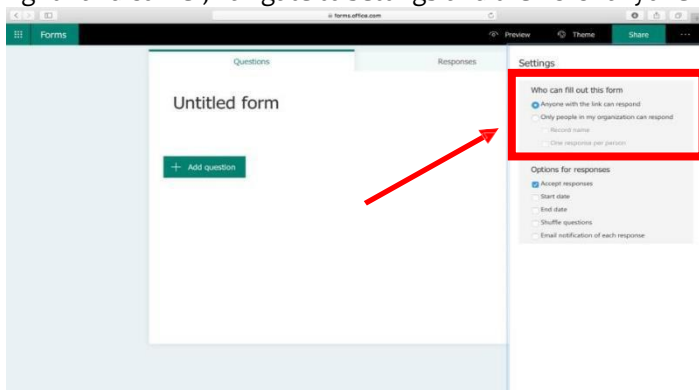 forms.office.com
Forms
Preview
Theme
Share
Questions
Responses
Settings
Untitled form
Who can fill out this form
Anyone with the link can respond
Only people in my organization can respond
Record name
One response per person
+ Add question
Options for responses
Accept responses
Start date
End date
Shuffle questions
Email notification of each response